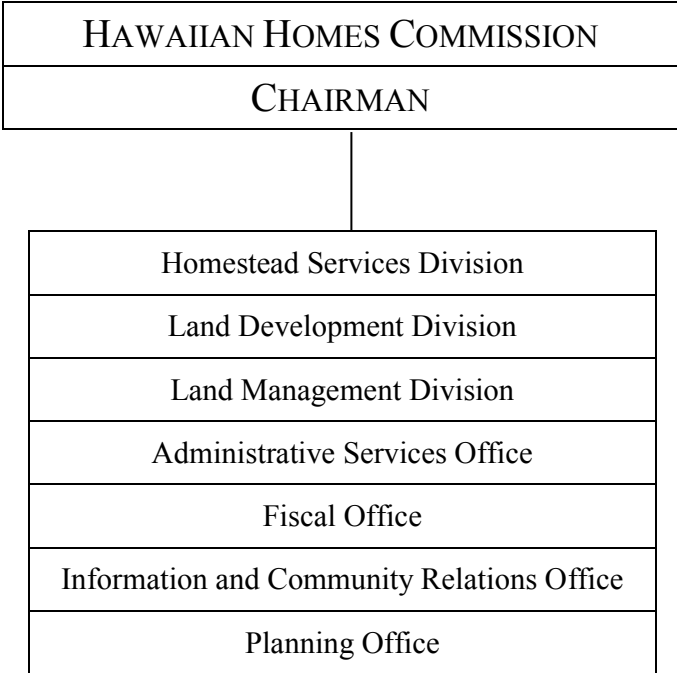 HAWAIIAN HOMES COMMISSION
CHAIRMAN
Homestead Services Division
Land Development Division
Land Management Division
Administrative Services Office
Fiscal Office
Information and Community Relations Office
Planning Office